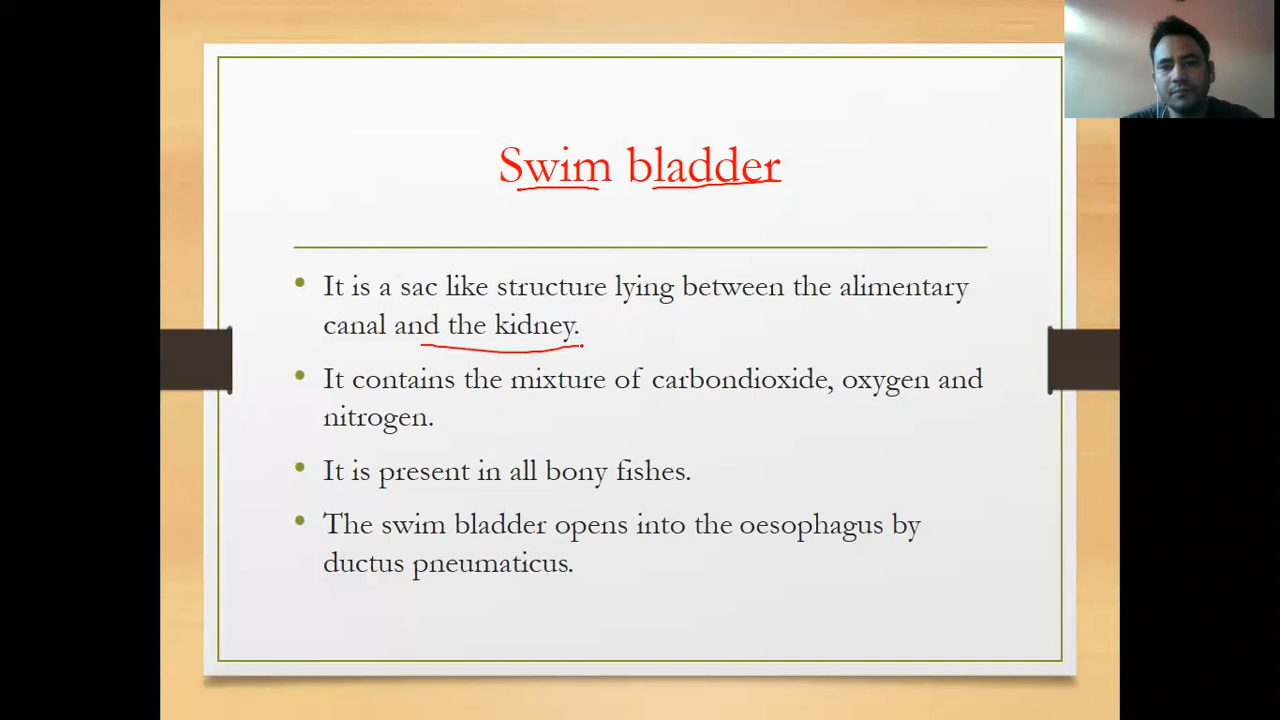 Swim bladder
It is a sac like structure lying between the alimentary
canal and the kidney.
It contains the mixture of carbondioxide, oxygen and
nitrogen.
It is present in all bony fishes.
The swim bladder opens into the oesophagus by
ductus pneumaticus.